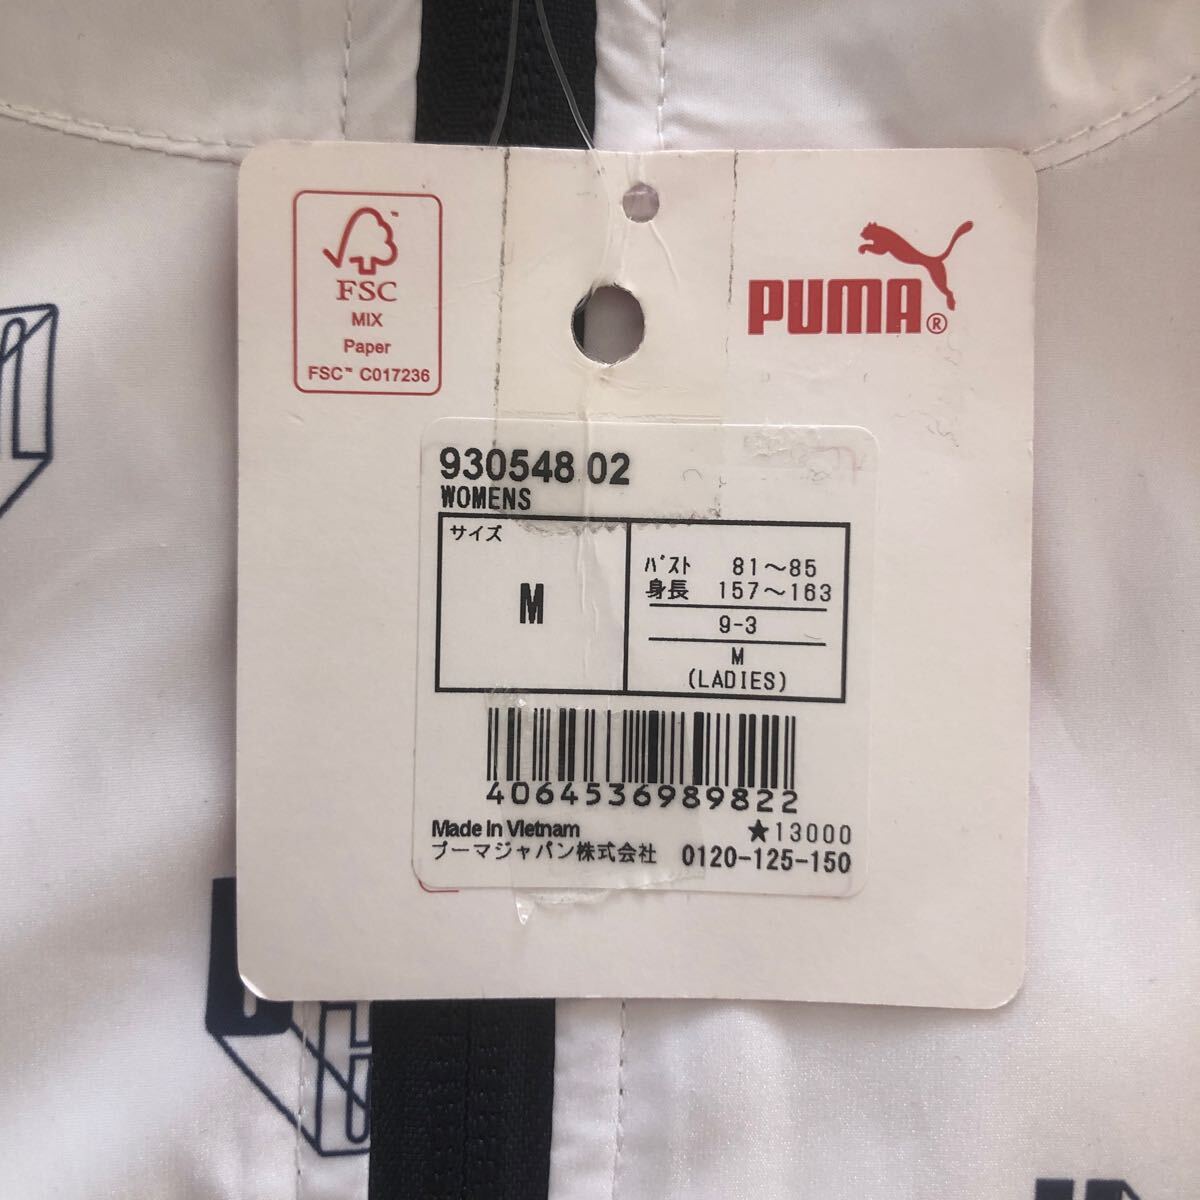 FSC
MIX
Paper
FSC™ C017236
PUMA®
930548 02
WOMENS
サイズ
M
バスト 81～85
身長 157～163
9-3
M
(LADIES)
4064536989822
Made in Vietnam ★13000
プーマジャパン株式会社 0120-125-150